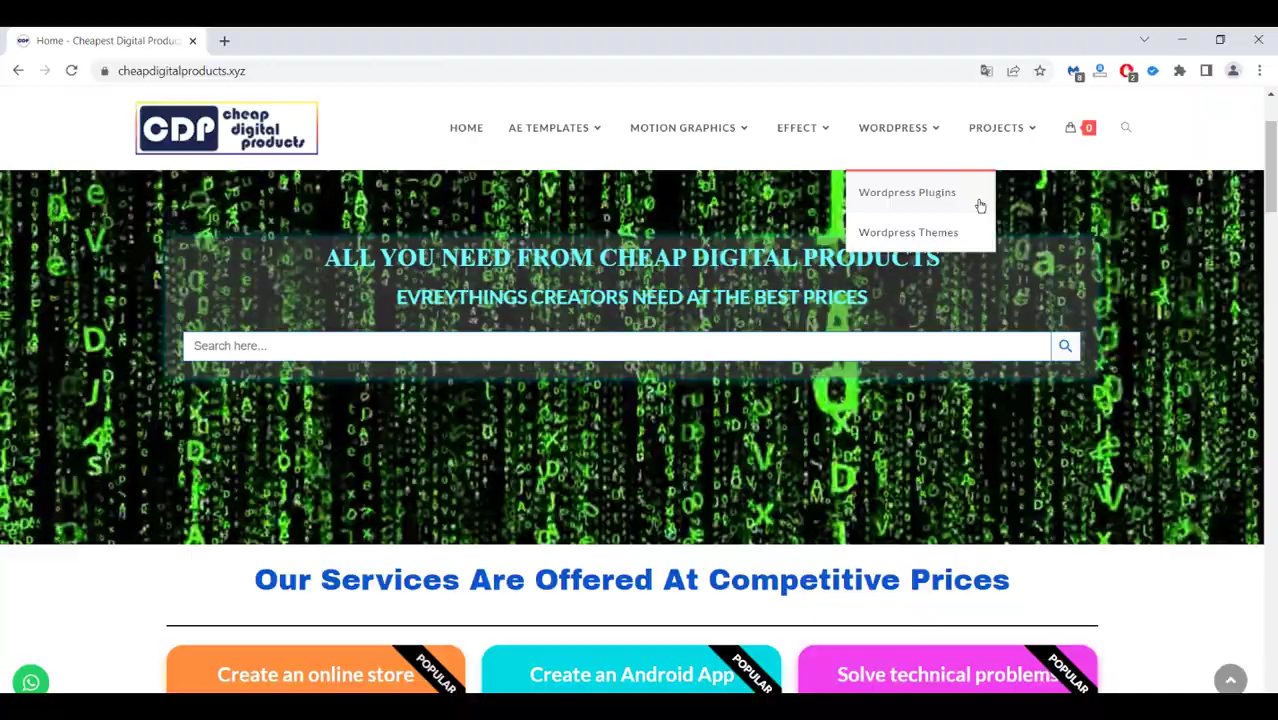 Home - Cheapest Digital Produc
cheapdigitalproducts.xyz
8
2
CDP cheap
digital
products
HOME
AE TEMPLATES
MOTION GRAPHICS
EFFECT
WORDPRESS
PROJECTS
0
Wordpress Plugins
Wordpress Themes
ALL YOU NEED FROM CHEAP DIGITAL PRODUCTS
EVREYTHINGS CREATORS NEED AT THE BEST PRICES
Search here...
Our Services Are Offered At Competitive Prices
Create an online store
POPULAR
Create an Android App
POPULAR
Solve technical problems
POPULAR